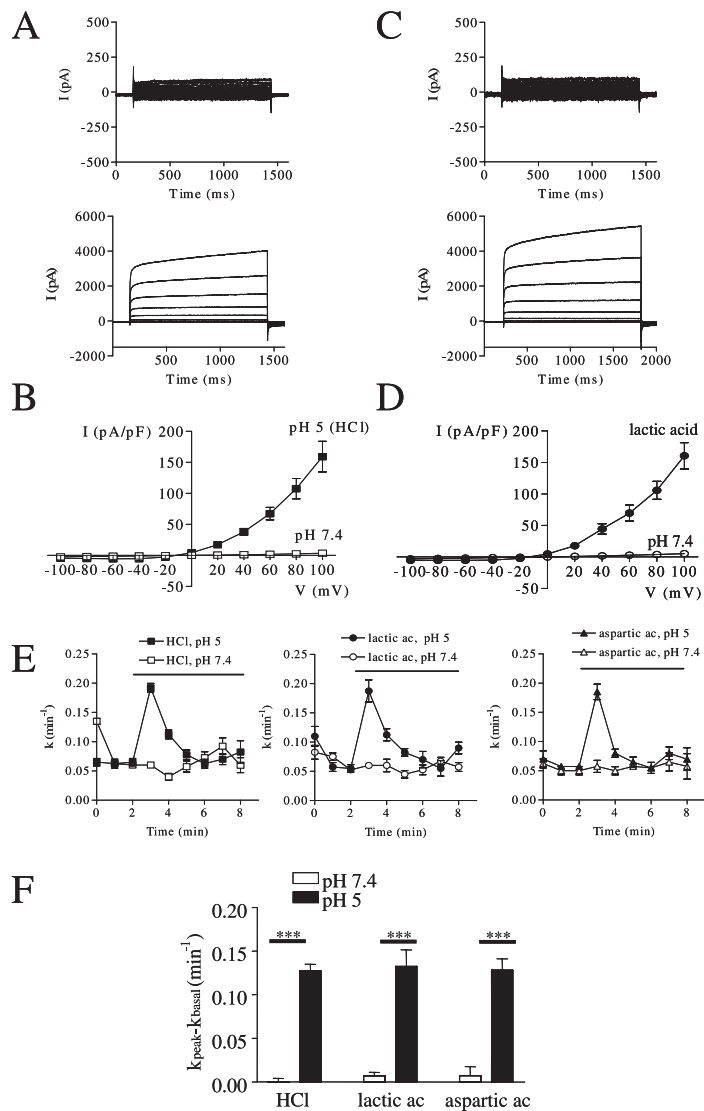 A
500
250
0
-250
-500
I (pA)
0 500 1000 1500
Time (ms)
6000
4000
2000
0
-2000
I (pA)
500 1000 1500
Time (ms)
C
500
250
0
-250
-500
I (pA)
0 500 1000 1500
Time (ms)
6000
4000
2000
0
-2000
I (pA)
500 1000 1500 2000
Time (ms)
B
I (pA/pF)
200
150
100
50
-50
pH 5 (HCl)
pH 7.4
-100 -80 -60 -40 -20 20 40 60 80 100
V (mV)
D
I (pA/pF)
200
150
100
50
-50
lactic acid
pH 7.4
-100 -80 -60 -40 -20 20 40 60 80 100
V (mV)
E
HCl, pH 5
HCl, pH 7.4
0.25
0.20
0.15
0.10
0.05
0.00
k (min-1)
0 2 4 6 8
Time (min)
lactic ac, pH 5
lactic ac, pH 7.4
0.25
0.20
0.15
0.10
0.05
0.00
k (min-1)
0 2 4 6 8
Time (min)
aspartic ac, pH 5
aspartic ac, pH 7.4
0.25
0.20
0.15
0.10
0.05
0.00
k (min-1)
0 2 4 6 8
Time (min)
F
pH 7.4
pH 5
0.20
0.15
0.10
0.05
0.00
kpeak-kbasal (min-1)
*** *** ***
HCl lactic ac aspartic ac